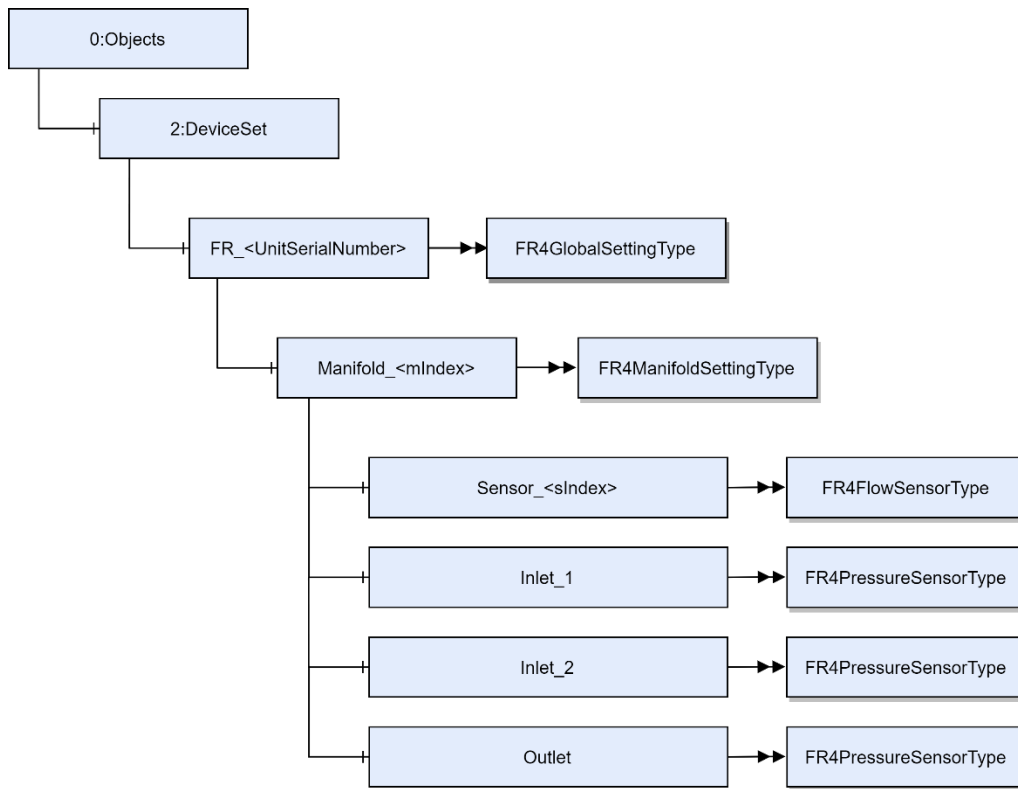 0:Objects
2:DeviceSet
FR_<UnitSerialNumber>
FR4GlobalSettingType
Manifold_<mIndex>
FR4ManifoldSettingType
Sensor_<sIndex>
FR4FlowSensorType
Inlet_1
FR4PressureSensorType
Inlet_2
FR4PressureSensorType
Outlet
FR4PressureSensorType